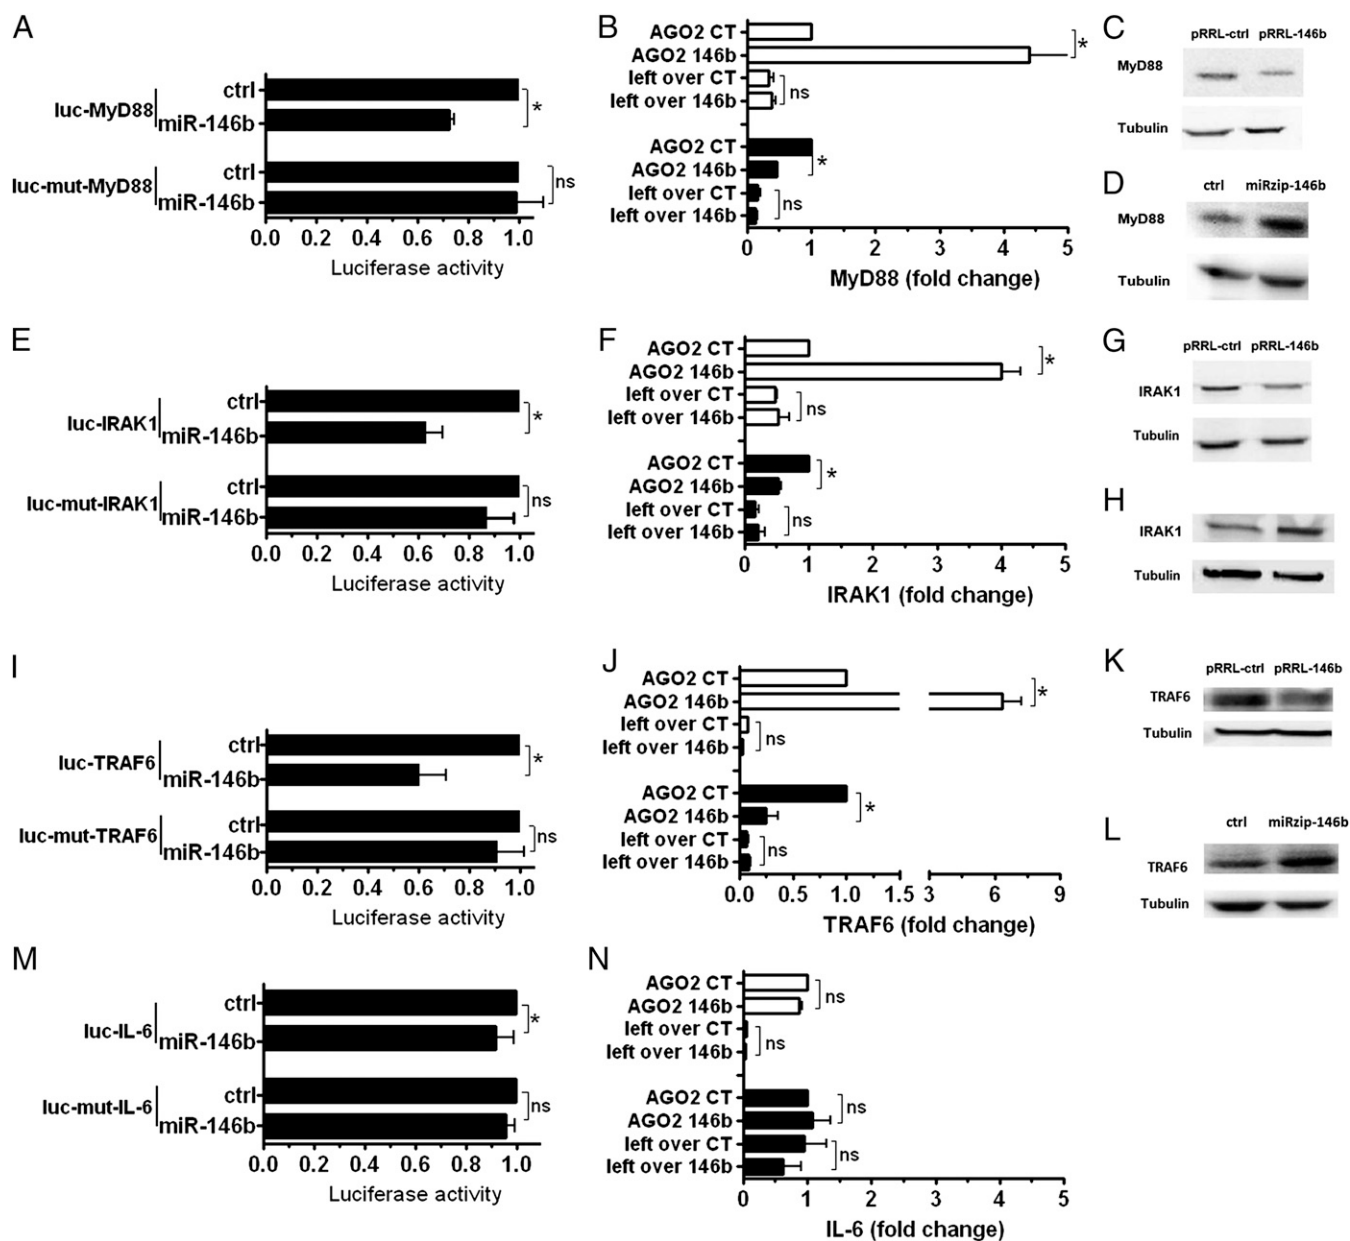 A
luc-MyD88
ctrl
miR-146b
*
luc-mut-MyD88
ctrl
miR-146b
ns
0.0 0.2 0.4 0.6 0.8 1.0
Luciferase activity
B
AGO2 CT
AGO2 146b
*
left over CT
left over 146b
ns
AGO2 CT
AGO2 146b
*
left over CT
left over 146b
ns
0 1 2 3 4 5
MyD88 (fold change)
C
pRRL-ctrl pRRL-146b
MyD88
Tubulin
D
ctrl miRzip-146b
MyD88
Tubulin
E
luc-IRAK1
ctrl
miR-146b
*
luc-mut-IRAK1
ctrl
miR-146b
ns
0.0 0.2 0.4 0.6 0.8 1.0
Luciferase activity
F
AGO2 CT
AGO2 146b
*
left over CT
left over 146b
ns
AGO2 CT
AGO2 146b
*
left over CT
left over 146b
ns
0 1 2 3 4 5
IRAK1 (fold change)
G
pRRL-ctrl pRRL-146b
IRAK1
Tubulin
H
IRAK1
Tubulin
I
luc-TRAF6
ctrl
miR-146b
*
luc-mut-TRAF6
ctrl
miR-146b
ns
0.0 0.2 0.4 0.6 0.8 1.0
Luciferase activity
J
AGO2 CT
AGO2 146b
*
left over CT
left over 146b
ns
AGO2 CT
AGO2 146b
*
left over CT
left over 146b
ns
0.0 0.5 1.0 1.5 3 6 9
TRAF6 (fold change)
K
pRRL-ctrl pRRL-146b
TRAF6
Tubulin
L
ctrl miRzip-146b
TRAF6
Tubulin
M
luc-IL-6
ctrl
miR-146b
*
luc-mut-IL-6
ctrl
miR-146b
ns
0.0 0.2 0.4 0.6 0.8 1.0
Luciferase activity
N
AGO2 CT
AGO2 146b
ns
left over CT
left over 146b
ns
AGO2 CT
AGO2 146b
ns
left over CT
left over 146b
ns
0 1 2 3 4 5
IL-6 (fold change)